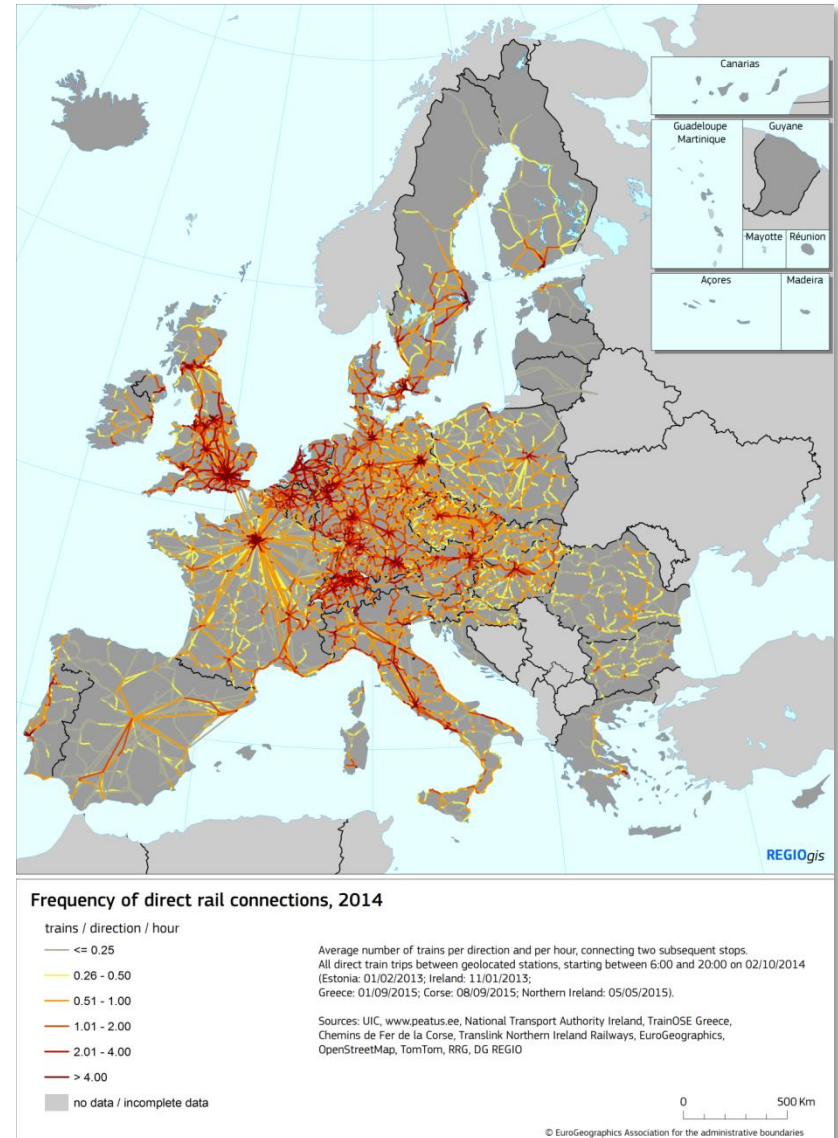 Canarias
Guadeloupe
Martinique
Guyane
Mayotte
Réunion
Açores
Madeira
REGIOgis
Frequency of direct rail connections, 2014
trains / direction / hour
<= 0.25
0.26 - 0.50
0.51 - 1.00
1.01 - 2.00
2.01 - 4.00
> 4.00
no data / incomplete data
Average number of trains per direction and per hour, connecting two subsequent stops.
All direct train trips between geolocated stations, starting between 6:00 and 20:00 on 02/10/2014
(Estonia: 01/02/2013; Ireland: 11/01/2013;
Greece: 01/09/2015; Corse: 08/09/2015; Northern Ireland: 05/05/2015).
Sources: UIC, www.peatus.ee, National Transport Authority Ireland, TrainOSE Greece,
Chemins de Fer de la Corse, Translink Northern Ireland Railways, EuroGeographics,
OpenStreetMap, TomTom, RRG, DG REGIO
0 500 Km
© EuroGeographics Association for the administrative boundaries